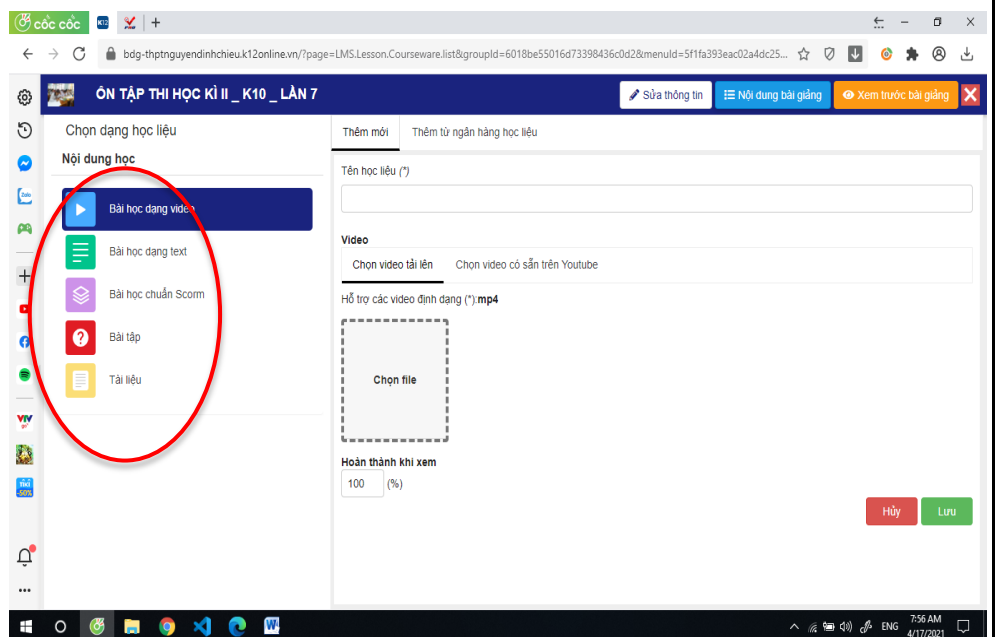 cốc cốc
K12
bdg-thptnguyendinhchieu.k12online.vn/?page=LMS.Lesson.Courseware.list&groupId=6018be55016d73398436c0d2&menuId=5f1fa393eac02a4dc25...
ÔN TẬP THI HỌC KÌ II _ K10 _ LẦN 7
Sửa thông tin
Nội dung bài giảng
Xem trước bài giảng
Chọn dạng học liệu
Nội dung học
Bài học dạng video
Bài học dạng text
Bài học chuẩn Scorm
Bài tập
Tài liệu
Thêm mới
Thêm từ ngân hàng học liệu
Tên học liệu (*)
Video
Chọn video tải lên
Chọn video có sẵn trên Youtube
Hỗ trợ các video định dạng (*):mp4
Chọn file
Hoàn thành khi xem
100 (%)
Hủy
Lưu
Zalo
VTV
-50%
ENG
7:56 AM
4/17/2021